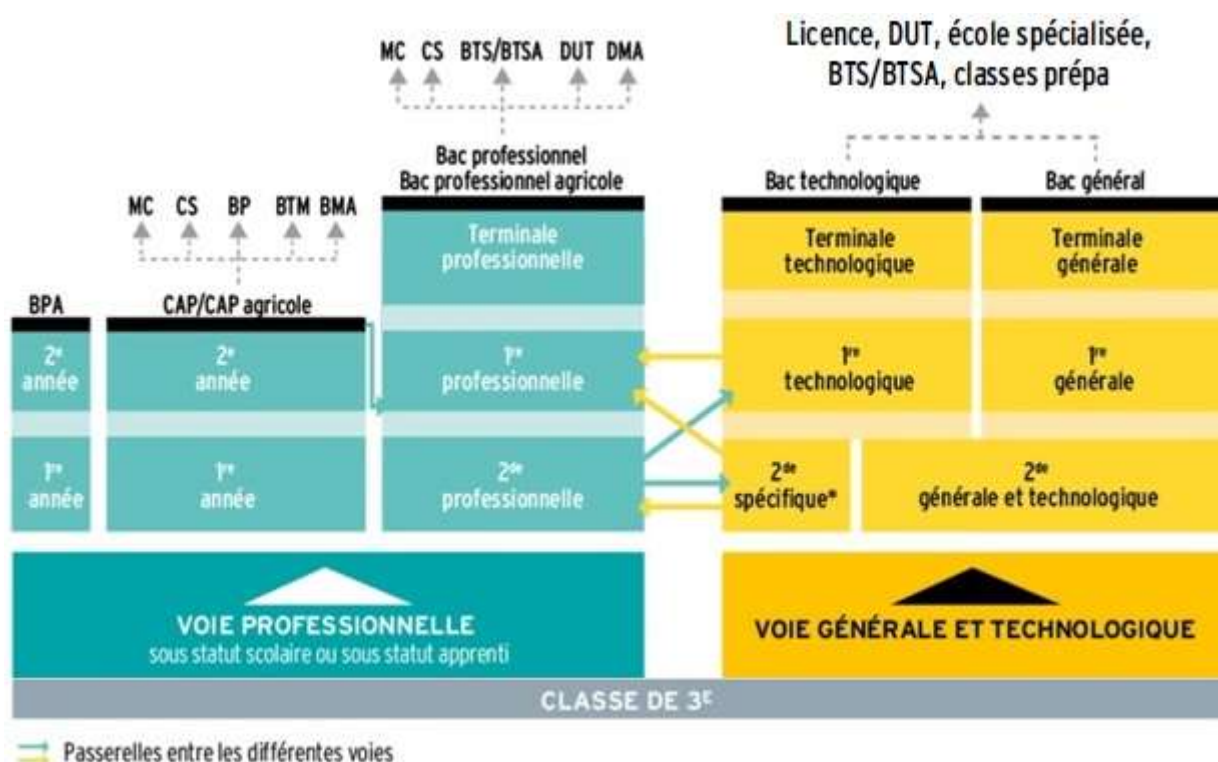 MC CS BTS/BTSA DUT DMA
Licence, DUT, école spécialisée,
BTS/BTSA, classes prépa
Bac professionnel
Bac professionnel agricole
Bac technologique
Bac général
MC CS BP BTM BMA
Terminale
professionnelle
Terminale
technologique
Terminale
générale
BPA
CAP/CAP agricole
2e
année
2e
année
1re
professionnelle
1re
technologique
1re
générale
1re
année
1re
année
2de
professionnelle
2de
spécifique*
2de
générale et technologique
VOIE PROFESSIONNELLE
sous statut scolaire ou sous statut apprenti
VOIE GÉNÉRALE ET TECHNOLOGIQUE
CLASSE DE 3E
Passerelles entre les différentes voies